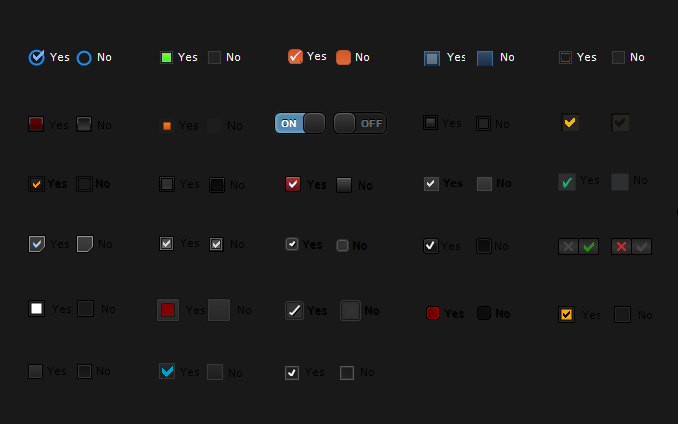 Yes No Yes No Yes No Yes No Yes No
Yes No Yes No ON OFF Yes No
Yes No Yes No Yes No Yes No Yes No
Yes No Yes No Yes No Yes No
Yes No Yes No Yes No Yes No Yes No
Yes No Yes No Yes No